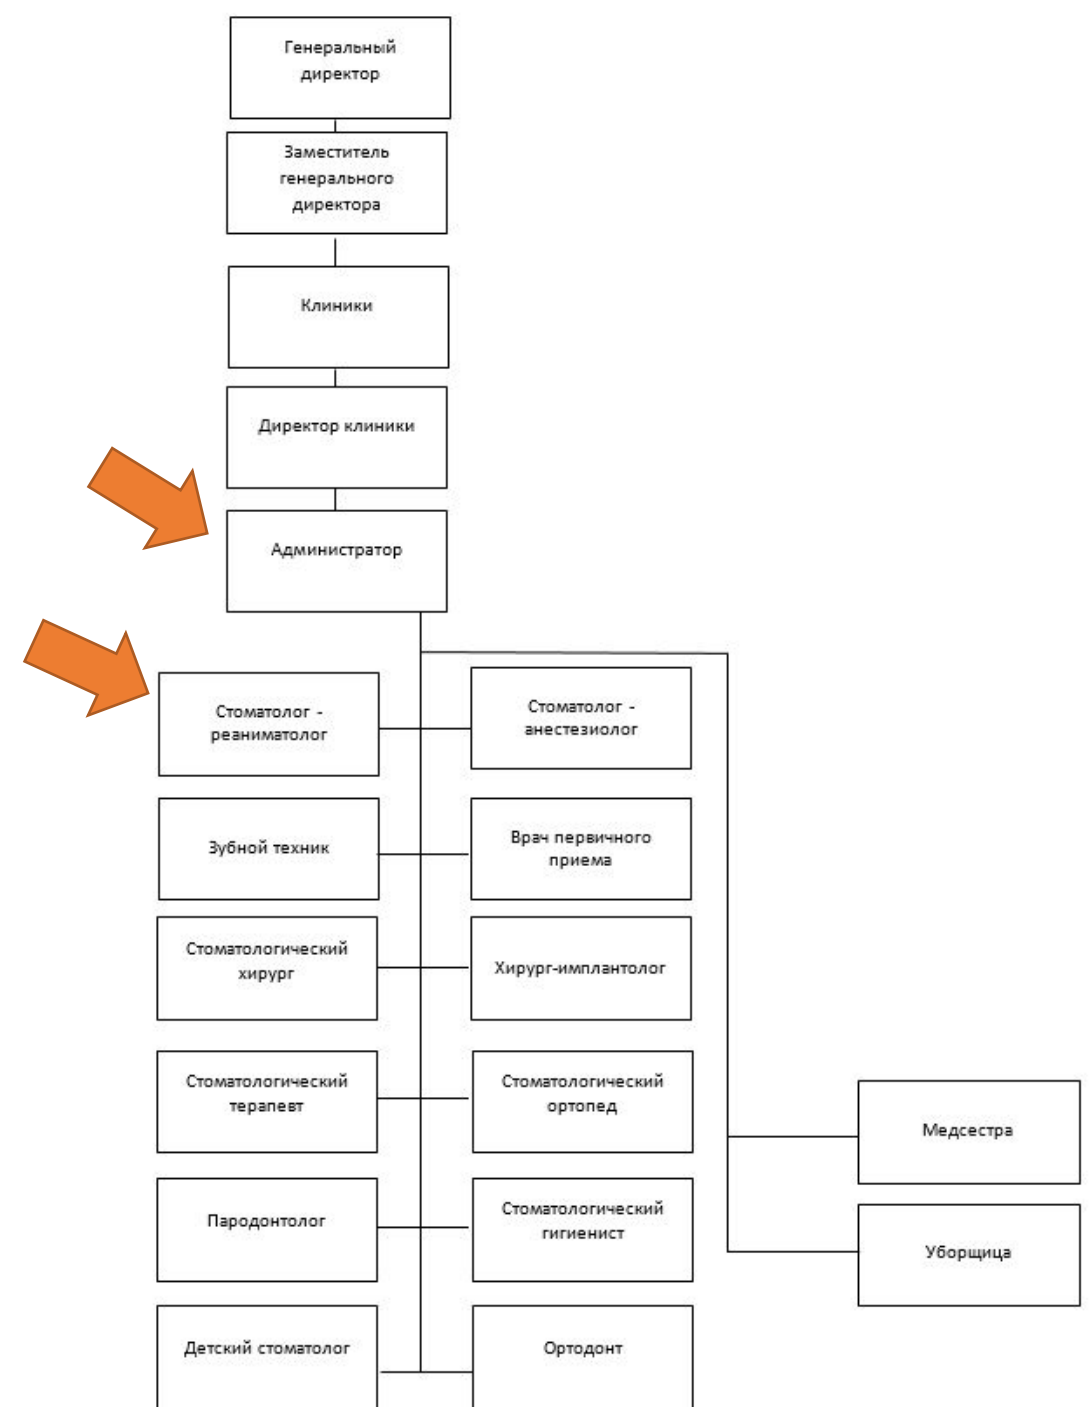 Генеральный
директор
Заместитель
генерального
директора
Клиники
Директор клиники
Администратор
Стоматолог -
реаниматолог
Стоматолог -
анестезиолог
Зубной техник
Врач первичного
приема
Стоматологический
хирург
Хирург-имплантолог
Стоматологический
терапевт
Стоматологический
ортопед
Медсестра
Пародонтолог
Стоматологический
гигиенист
Уборщица
Детский стоматолог
Ортодонт